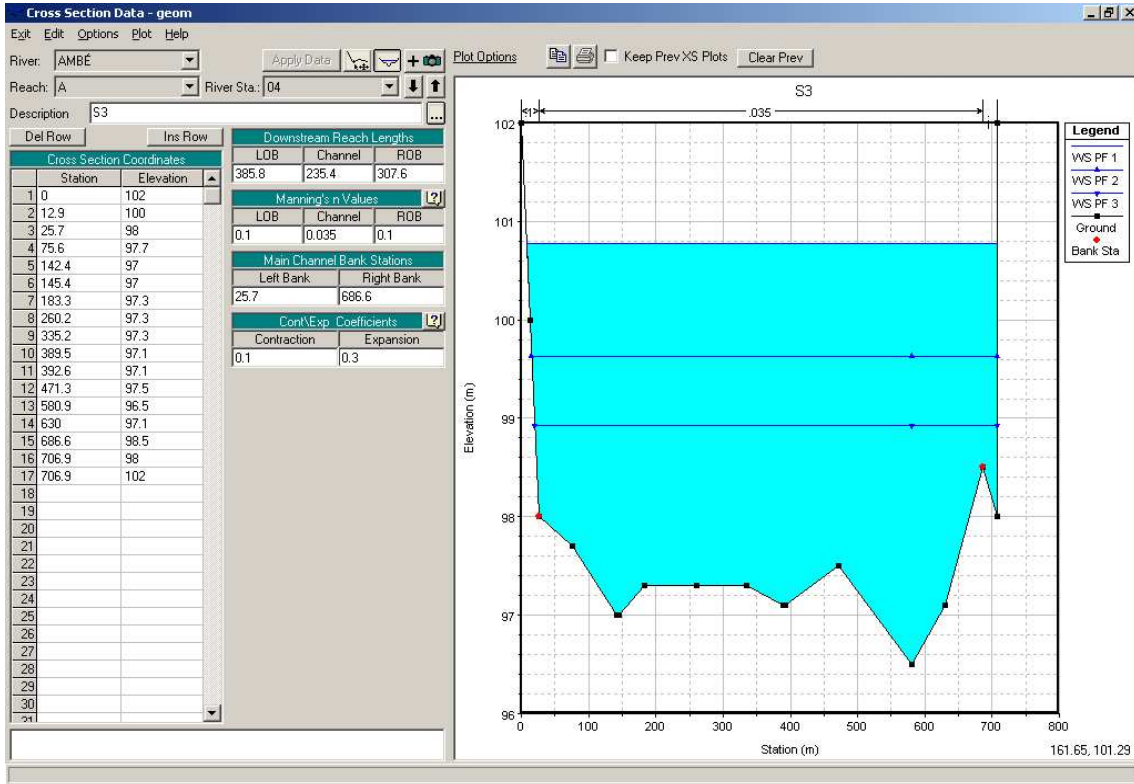 Cross Section Data - geom
Exit Edit Options Plot Help
River: AMBÉ
Apply Data
Plot Options
Keep Prev XS Plots
Clear Prev
Reach: A
River Sta.: 04
Description S3
...
Del Row
Ins Row
Cross Section Coordinates
Station Elevation
1 0 102
2 12.9 100
3 25.7 98
4 75.6 97.7
5 142.4 97
6 145.4 97
7 183.3 97.3
8 260.2 97.3
9 335.2 97.3
10 389.5 97.1
11 392.6 97.1
12 471.3 97.5
13 580.9 96.5
14 630 97.1
15 686.6 98.5
16 706.9 98
17 706.9 102
18
19
20
21
22
23
24
25
26
27
28
29
30
31
Downstream Reach Lengths
LOB Channel ROB
385.8 235.4 307.6
Manning's n Values
LOB Channel ROB
0.1 0.035 0.1
Main Channel Bank Stations
Left Bank Right Bank
25.7 686.6
Cont\Exp Coefficients
Contraction Expansion
0.1 0.3
S3
.1
.035
102
101
100
99
98
97
96
Elevation (m)
0 100 200 300 400 500 600 700 800
Station (m)
Legend
WS PF 1
WS PF 2
WS PF 3
Ground
Bank Sta
161.65, 101.29